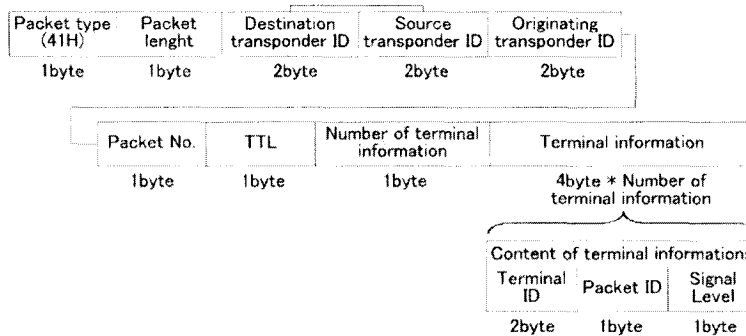 Packet type (41H)
Packet lenght
Destination transponder ID
Source transponder ID
Originating transponder ID
1byte
1byte
2byte
2byte
2byte
Packet No.
TTL
Number of terminal information
Terminal information
1byte
1byte
1byte
4byte * Number of terminal information
Content of terminal information
Terminal ID
Packet ID
Signal Level
2byte
1byte
1byte